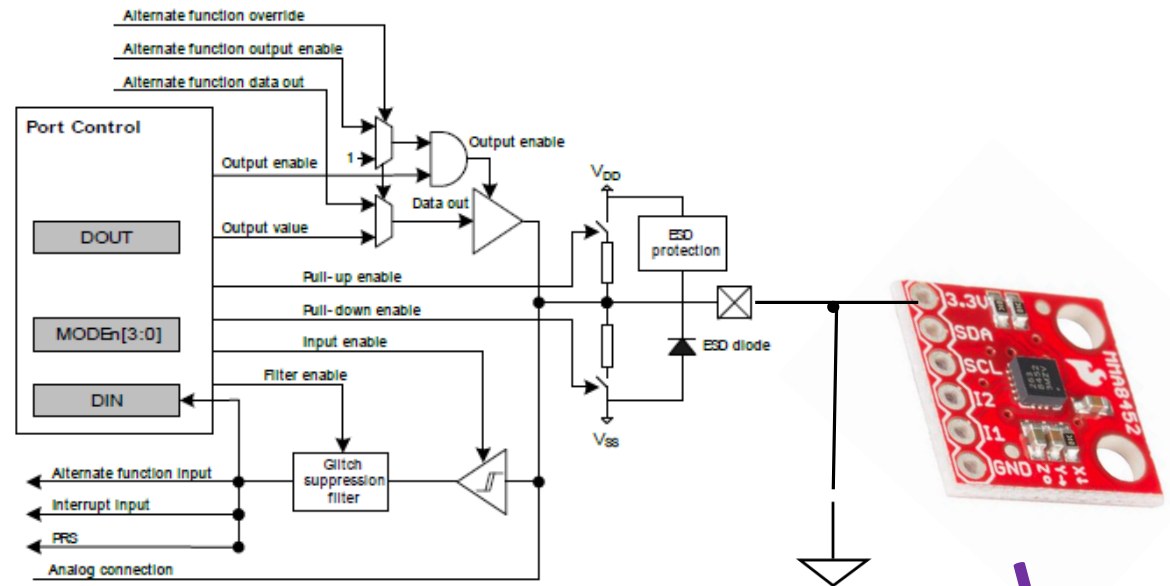 Alternate function override
Alternate function output enable
Alternate function data out
Port Control
Output enable
1
Output enable
Data out
Output value
DOUT
VDD
ESD
protection
Pull-up enable
Pull-down enable
MODEn[3:0]
Input enable
ESD diode
Filter enable
DIN
VSS
Glitch
suppression
filter
Alternate function input
Interrupt input
PRS
Analog connection
3.3V
SDA
SCL
I2
I1
GND
MMA8452
Z
Y
X